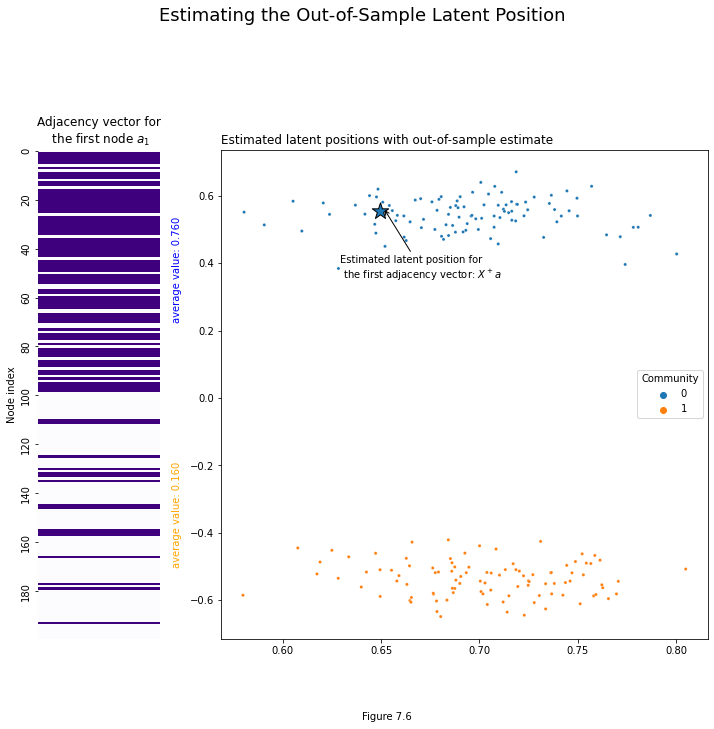 Estimating the Out-of-Sample Latent Position
Adjacency vector for
the first node a₁
0
20
40
60
80
100
120
140
160
180
Node index
average value: 0.760
average value: 0.160
Estimated latent positions with out-of-sample estimate
0.6
0.4
0.2
0.0
−0.2
−0.4
−0.6
Estimated latent position for
the first adjacency vector: X⁺a
Community
0
1
0.60 0.65 0.70 0.75 0.80
Figure 7.6